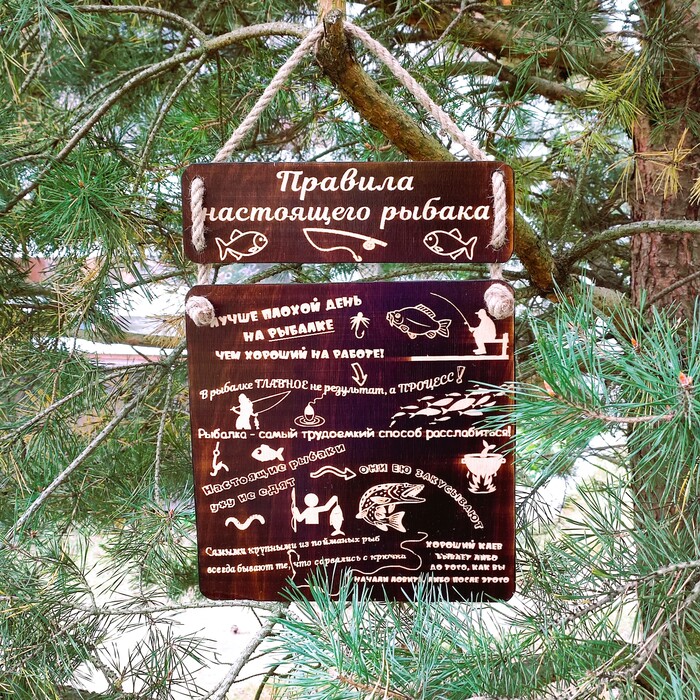 Правила
настоящего рыбака
ЛУЧШЕ ПЛОХОЙ ДЕНЬ
НА РЫБАЛКЕ
ЧЕМ ХОРОШИЙ НА РАБОТЕ!
В рыбалке ГЛАВНОЕ не результат, а ПРОЦЕСС!
Рыбалка - самый трудоемкий способ расслабиться!
НАСТОЯЩИЕ РЫБАКИ
УХУ НЕ ЕДЯТ
ОНИ ЕЮ ЗАКУСЫВАЮТ
Самыми крупными из пойманых рыб
всегда бывают те, что сорвались с крючка
ХОРОШИЙ КЛЕВ
БЫВАЕТ ЛИБО
ДО ТОГО, КАК ВЫ
НАЧАЛИ ЛОВИТЬ, ЛИБО ПОСЛЕ ЭТОГО